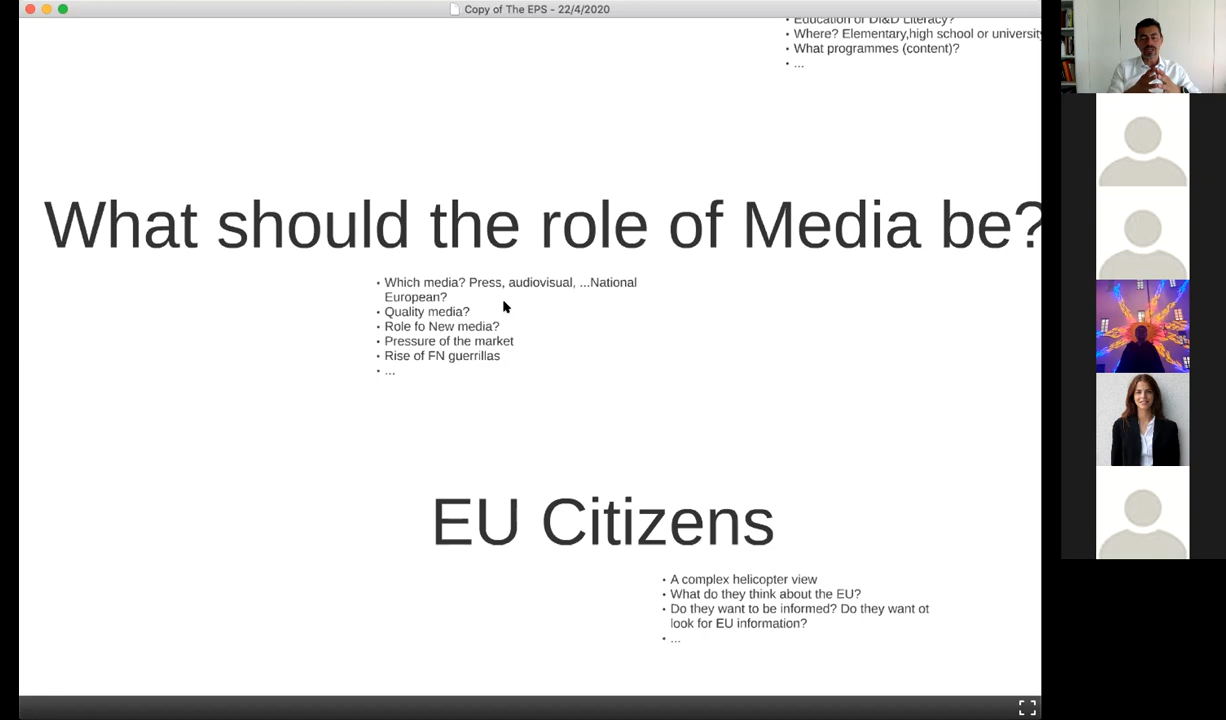 Copy of The EPS - 22/4/2020
Education or DI&D Literacy?
• Where? Elementary,high school or university
• What programmes (content)?
• ...
What should the role of Media be?
• Which media? Press, audiovisual, ...National
European?
• Quality media?
• Role fo New media?
• Pressure of the market
• Rise of FN guerrillas
• ...
EU Citizens
• A complex helicopter view
• What do they think about the EU?
• Do they want to be informed? Do they want ot
look for EU information?
• ...